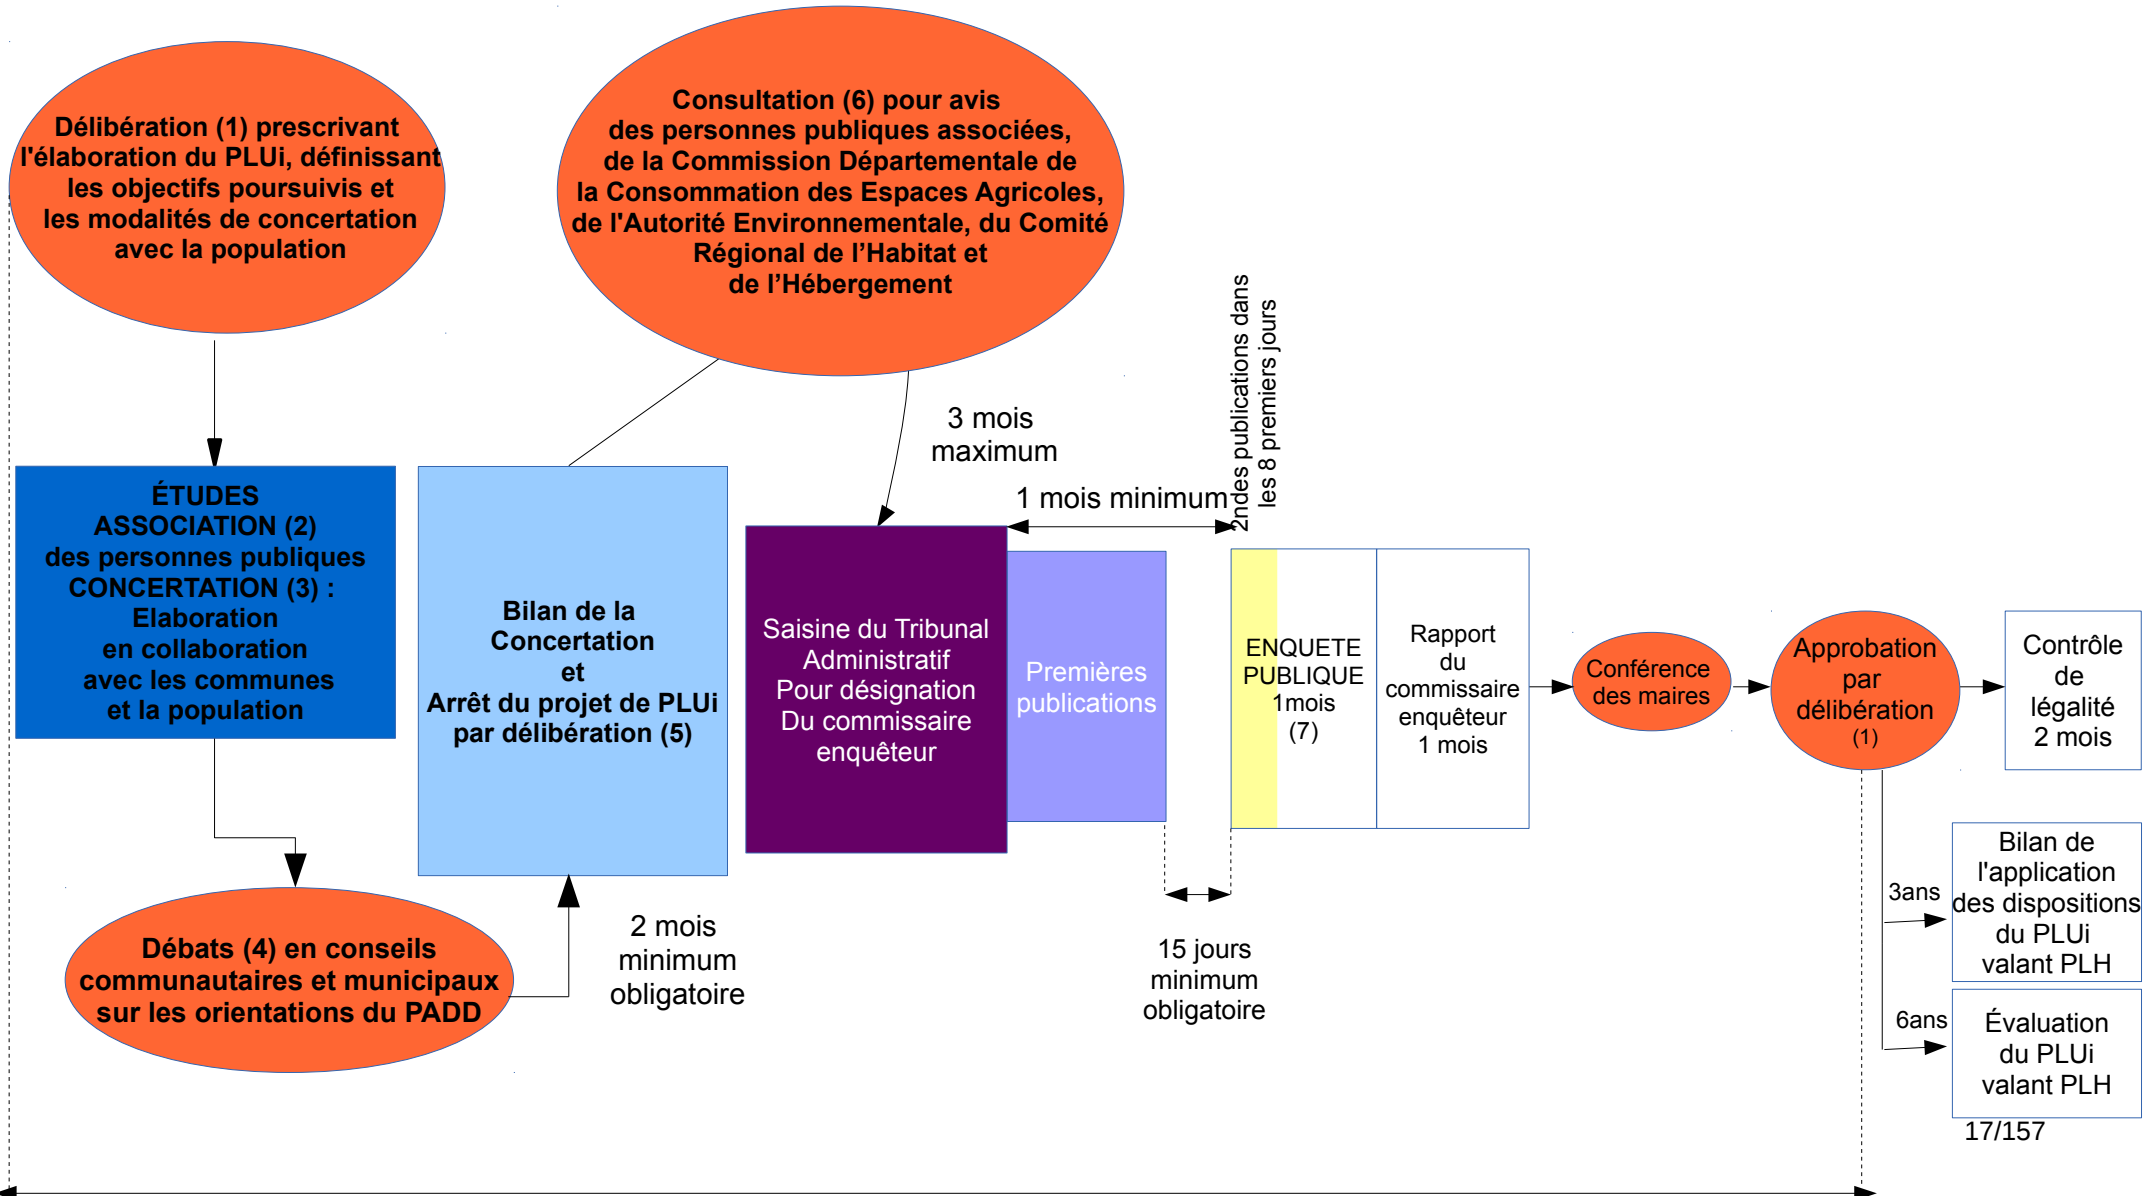 Délibération (1) prescrivant
l'élaboration du PLUi, définissant
les objectifs poursuivis et
les modalités de concertation
avec la population
Consultation (6) pour avis
des personnes publiques associées,
de la Commission Départementale de
la Consommation des Espaces Agricoles,
de l'Autorité Environnementale, du Comité
Régional de l’Habitat et
de l’Hébergement
ÉTUDES
ASSOCIATION (2)
des personnes publiques
CONCERTATION (3) :
Elaboration
en collaboration
avec les communes
et la population
Débats (4) en conseils
communautaires et municipaux
sur les orientations du PADD
2 mois
minimum
obligatoire
Bilan de la
Concertation
et
Arrêt du projet de PLUi
par délibération (5)
3 mois
maximum
Saisine du Tribunal
Administratif
Pour désignation
Du commissaire
enquêteur
1 mois minimum
Premières
publications
15 jours
minimum
obligatoire
2ndes publications dans
les 8 premiers jours
ENQUETE
PUBLIQUE
1mois
(7)
Rapport
du
commissaire
enquêteur
1 mois
Conférence
des maires
Approbation
par
délibération
(1)
Contrôle
de
légalité
2 mois
3ans
Bilan de
l'application
des dispositions
du PLUi
valant PLH
6ans
Évaluation
du PLUi
valant PLH
17/157